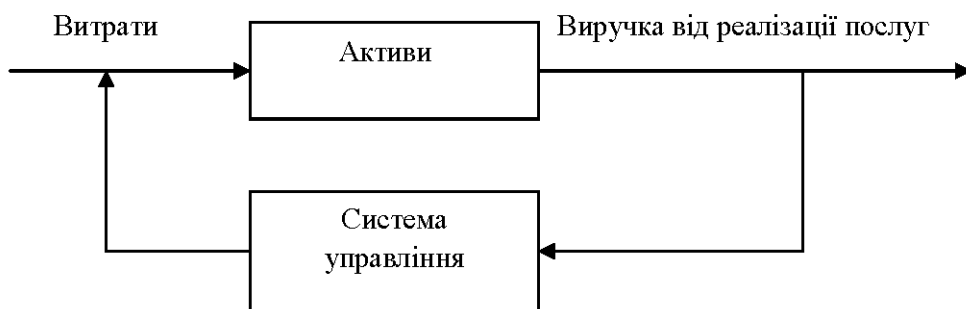 Витрати
Активи
Виручка від реалізації послуг
Система
управління